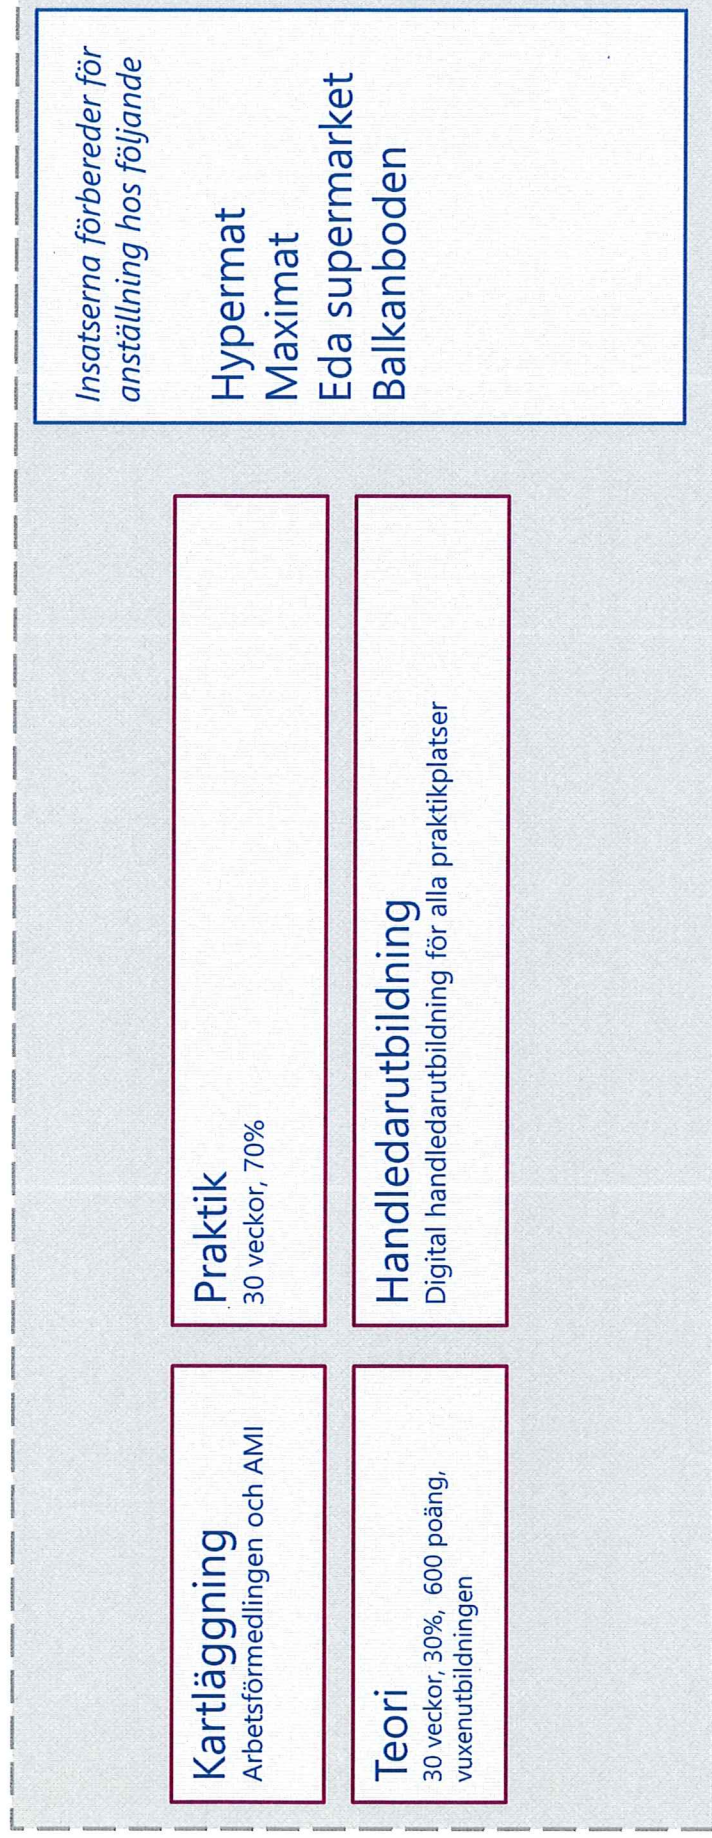 Kartläggning
Arbetsförmedlingen och AMI
Praktik
30 veckor, 70%
Teori
30 veckor, 30%, 600 poäng,
vuxenutbildningen
Handledarutbildning
Digital handledarutbildning för alla praktikplatser
Insatserna förbereder för
anställning hos följande
Hypermat
Maximat
Eda supermarket
Balkanboden